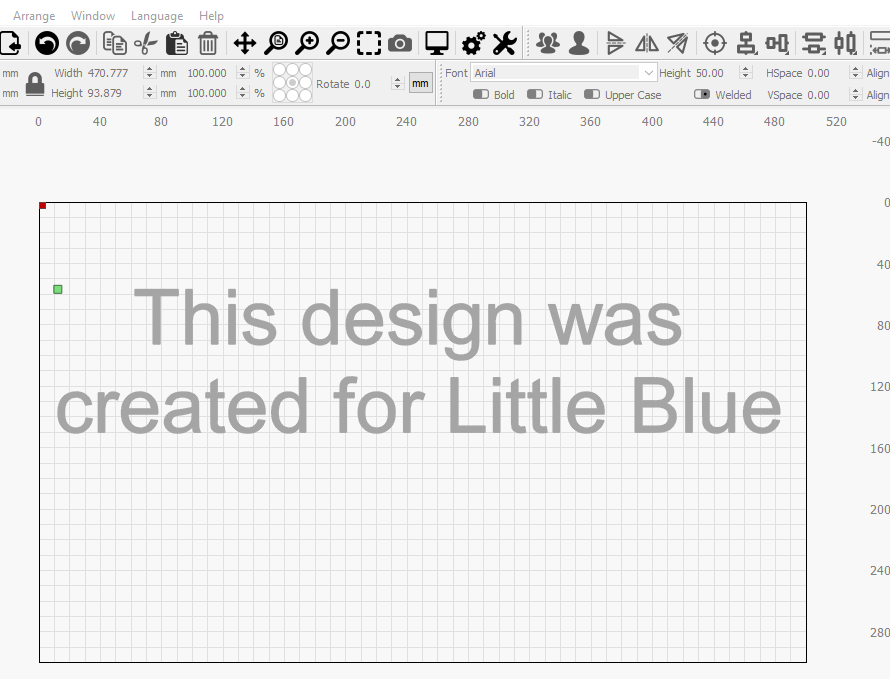 Arrange Window Language Help
mm Width 470.777 mm 100.000 % Rotate 0.0 mm Font Arial Height 50.00 HSpace 0.00 Align
mm Height 93.879 mm 100.000 % Bold Italic Upper Case Welded VSpace 0.00 Align
0 40 80 120 160 200 240 280 320 360 400 440 480 520
-40
0
40
80
120
160
200
240
280
This design was
created for Little Blue